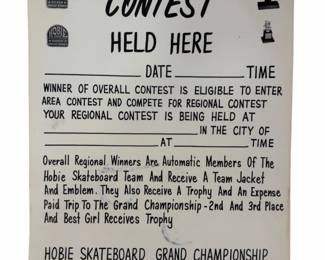 CONTEST
HOBIE
HELD HERE
HOBIE
DATE TIME
WINNER OF OVERALL CONTEST IS ELIGIBLE TO ENTER
AREA CONTEST AND COMPETE FOR REGIONAL CONTEST
YOUR REGIONAL CONTEST IS BEING HELD AT
IN THE CITY OF
AT TIME
Overall Regional Winners Are Automatic Members Of The
Hobie Skateboard Team And Receive A Team Jacket
And Emblem. They Also Receive A Trophy And An Expense
Paid Trip To The Grand Championship - 2nd And 3rd Place
And Best Girl Receives Trophy
HOBIE SKATEBOARD GRAND CHAMPIONSHIP